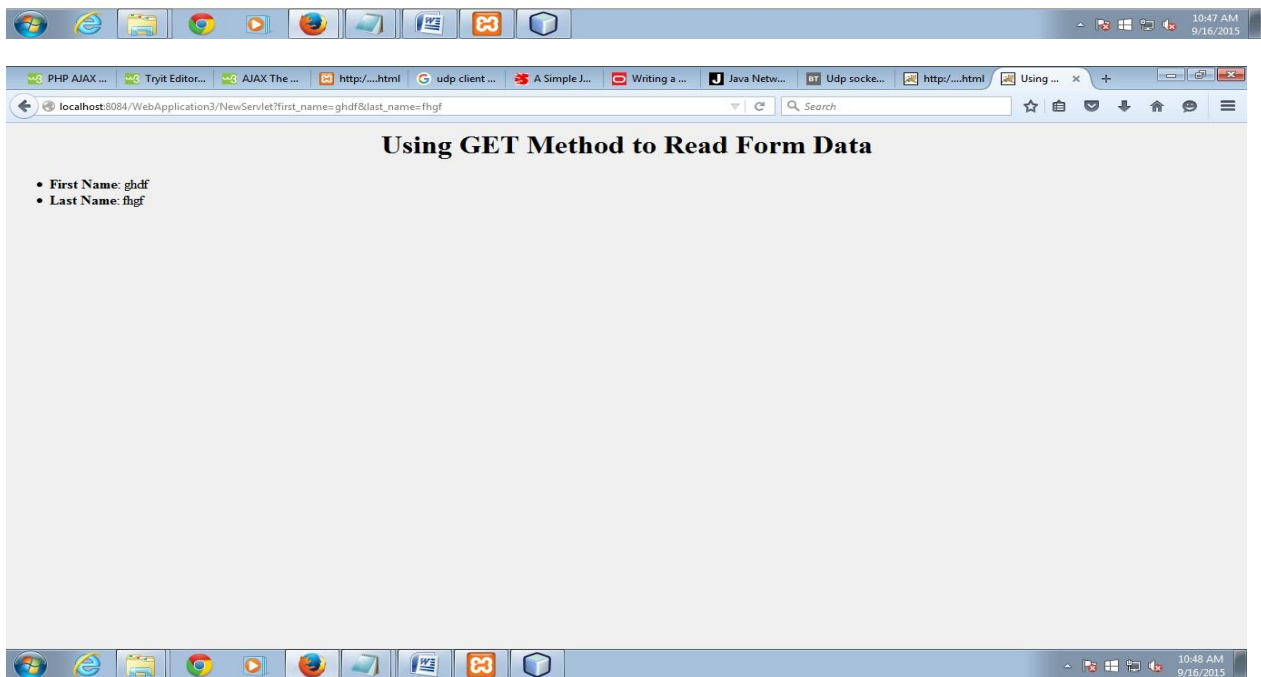 10:47 AM
9/16/2015
PHP AJAX ... Tryit Editor... AJAX The ... http:/....html udp client ... A Simple J... Writing a ... Java Netw... Udp socke... http:/....html Using ...
localhost:8084/WebApplication3/NewServlet?first_name=ghdf&last_name=fhgf Search
Using GET Method to Read Form Data
First Name: ghdf
Last Name: fhgf
10:48 AM
9/16/2015